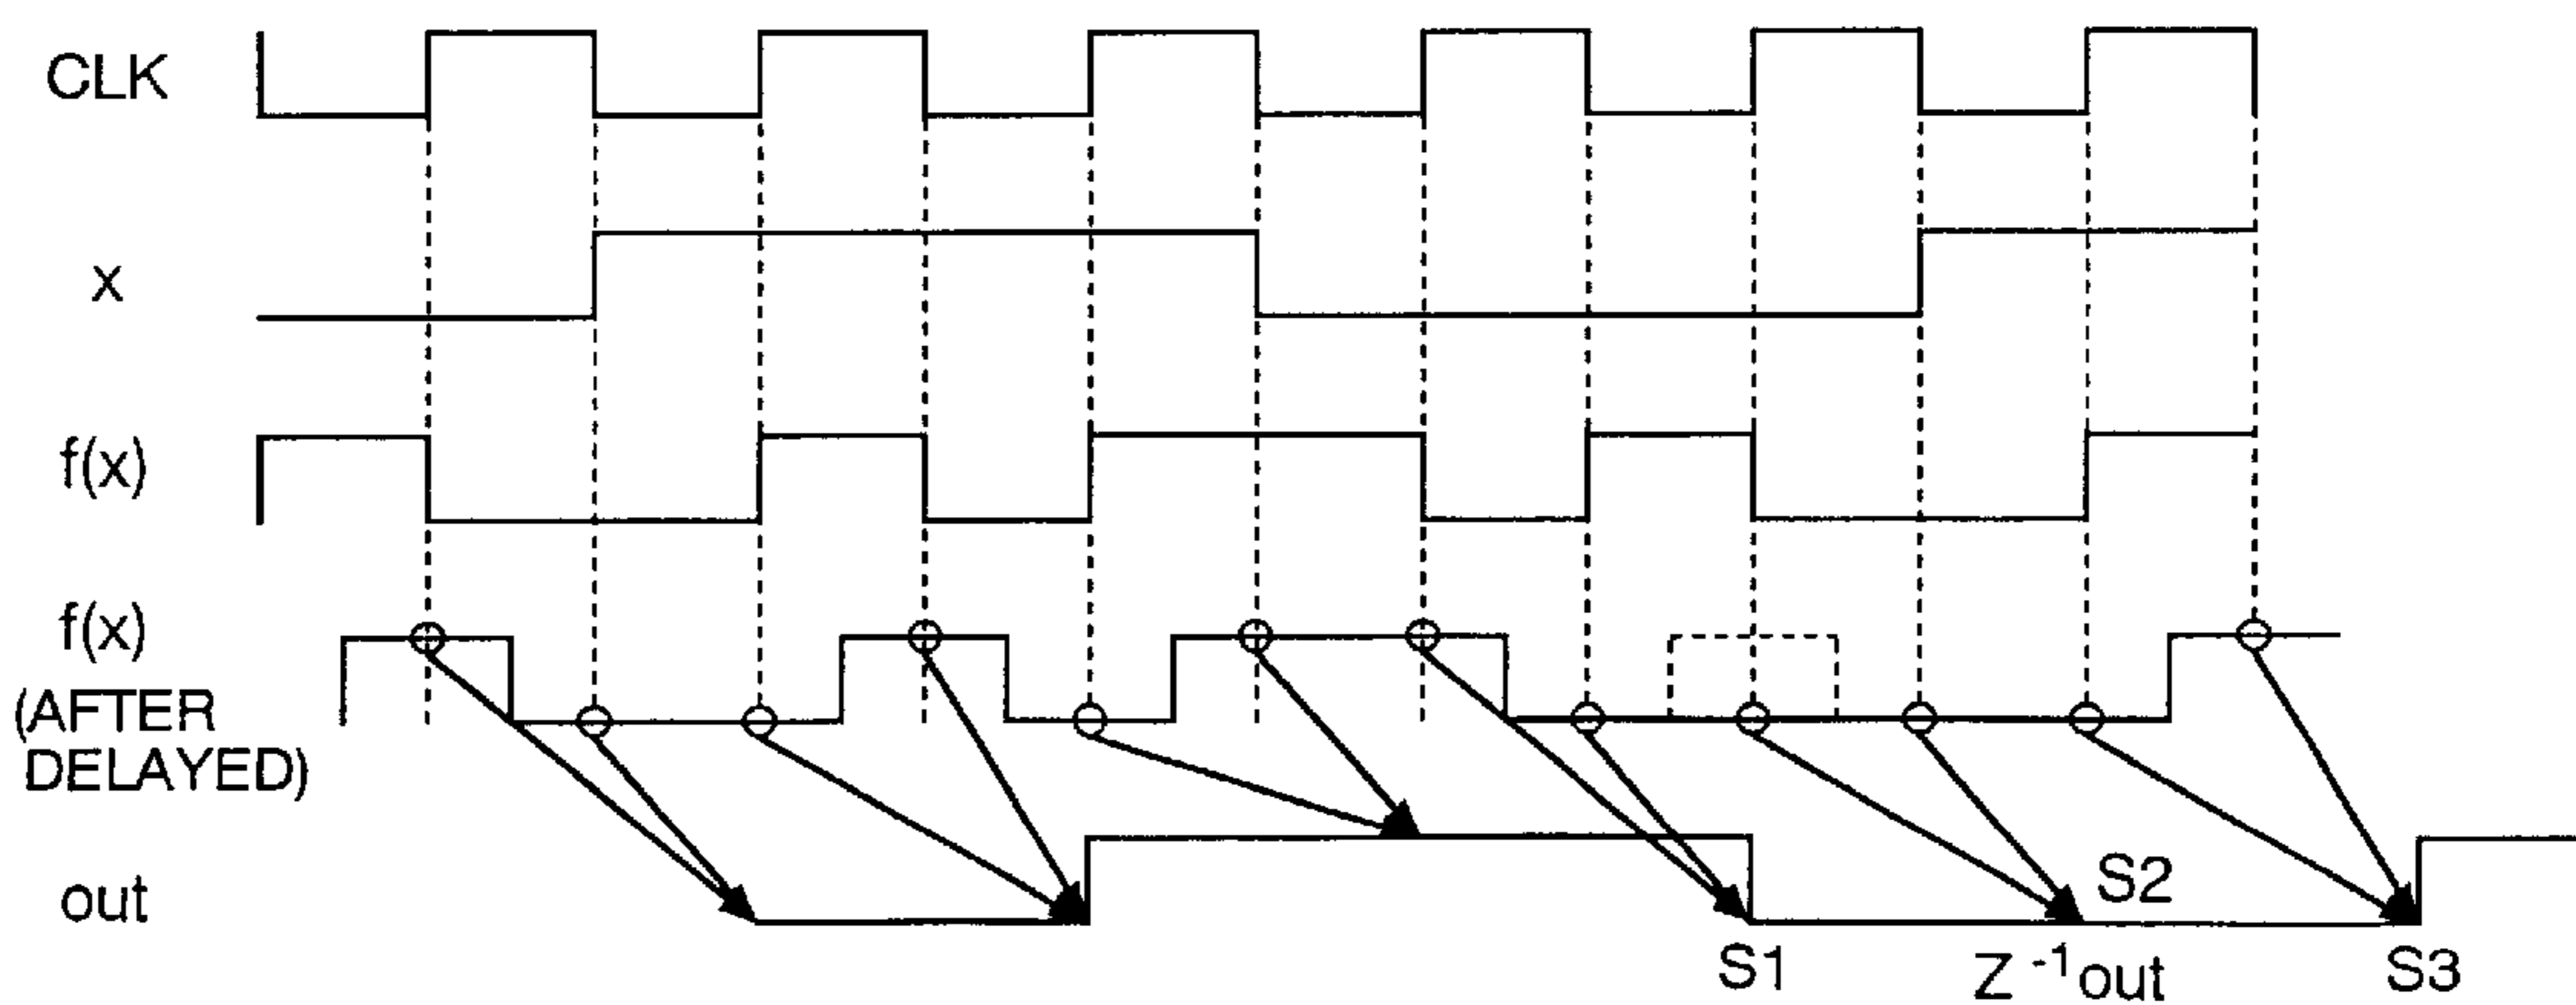 CLK
x
f(x)
f(x)
(AFTER
DELAYED)
out
S2
S1
Z⁻¹out
S3